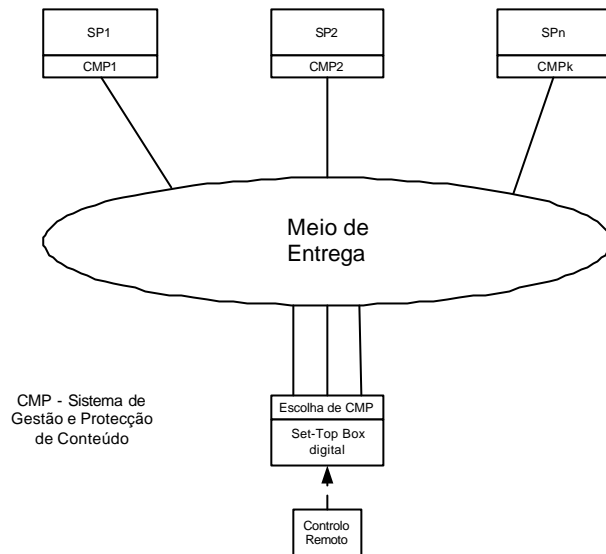 SP1
SP2
SPn
CMP1
CMP2
CMPk
Meio de
Entrega
CMP - Sistema de
Gestão e Protecção
de Conteúdo
Escolha de CMP
Set-Top Box
digital
Controlo
Remoto